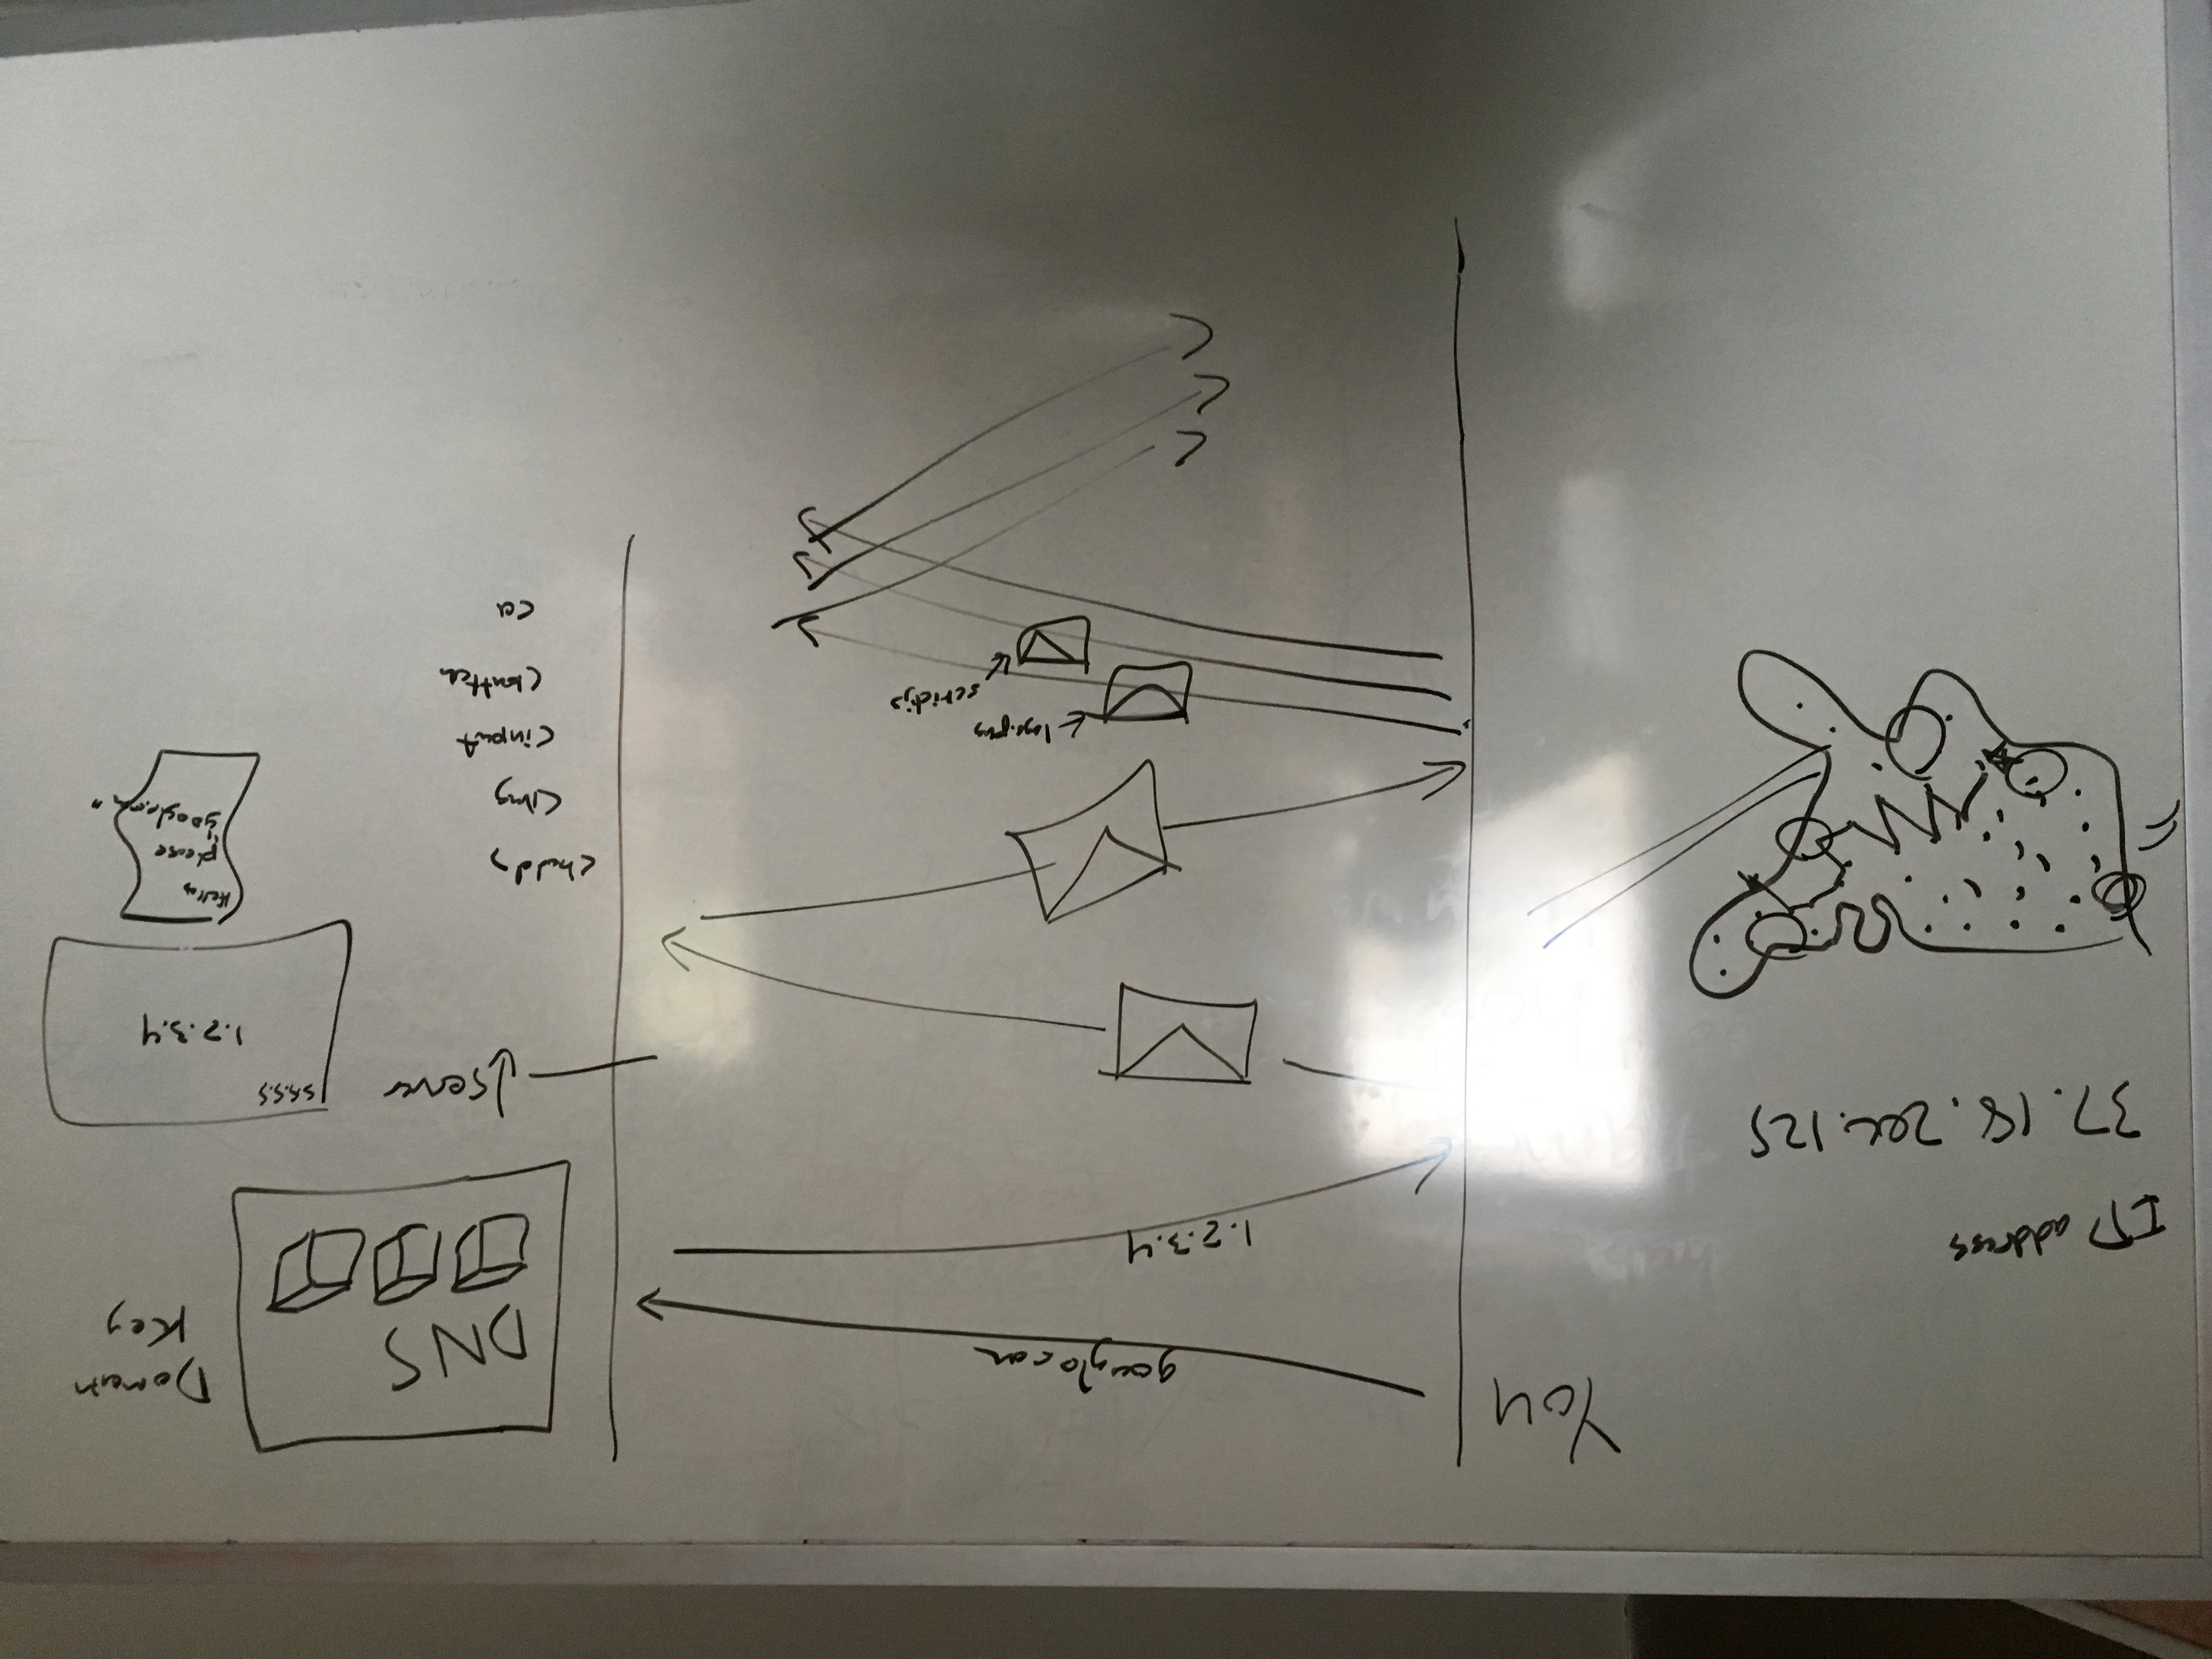 You
google.com
DNS
Domain
Key
1.2.3.4
IP address
37.18.200.125
server
5.5.5.5
1.2.3.4
Hello,
please
"google.com"
<body>
<img
<input
<button
<a
logo.png
script.js